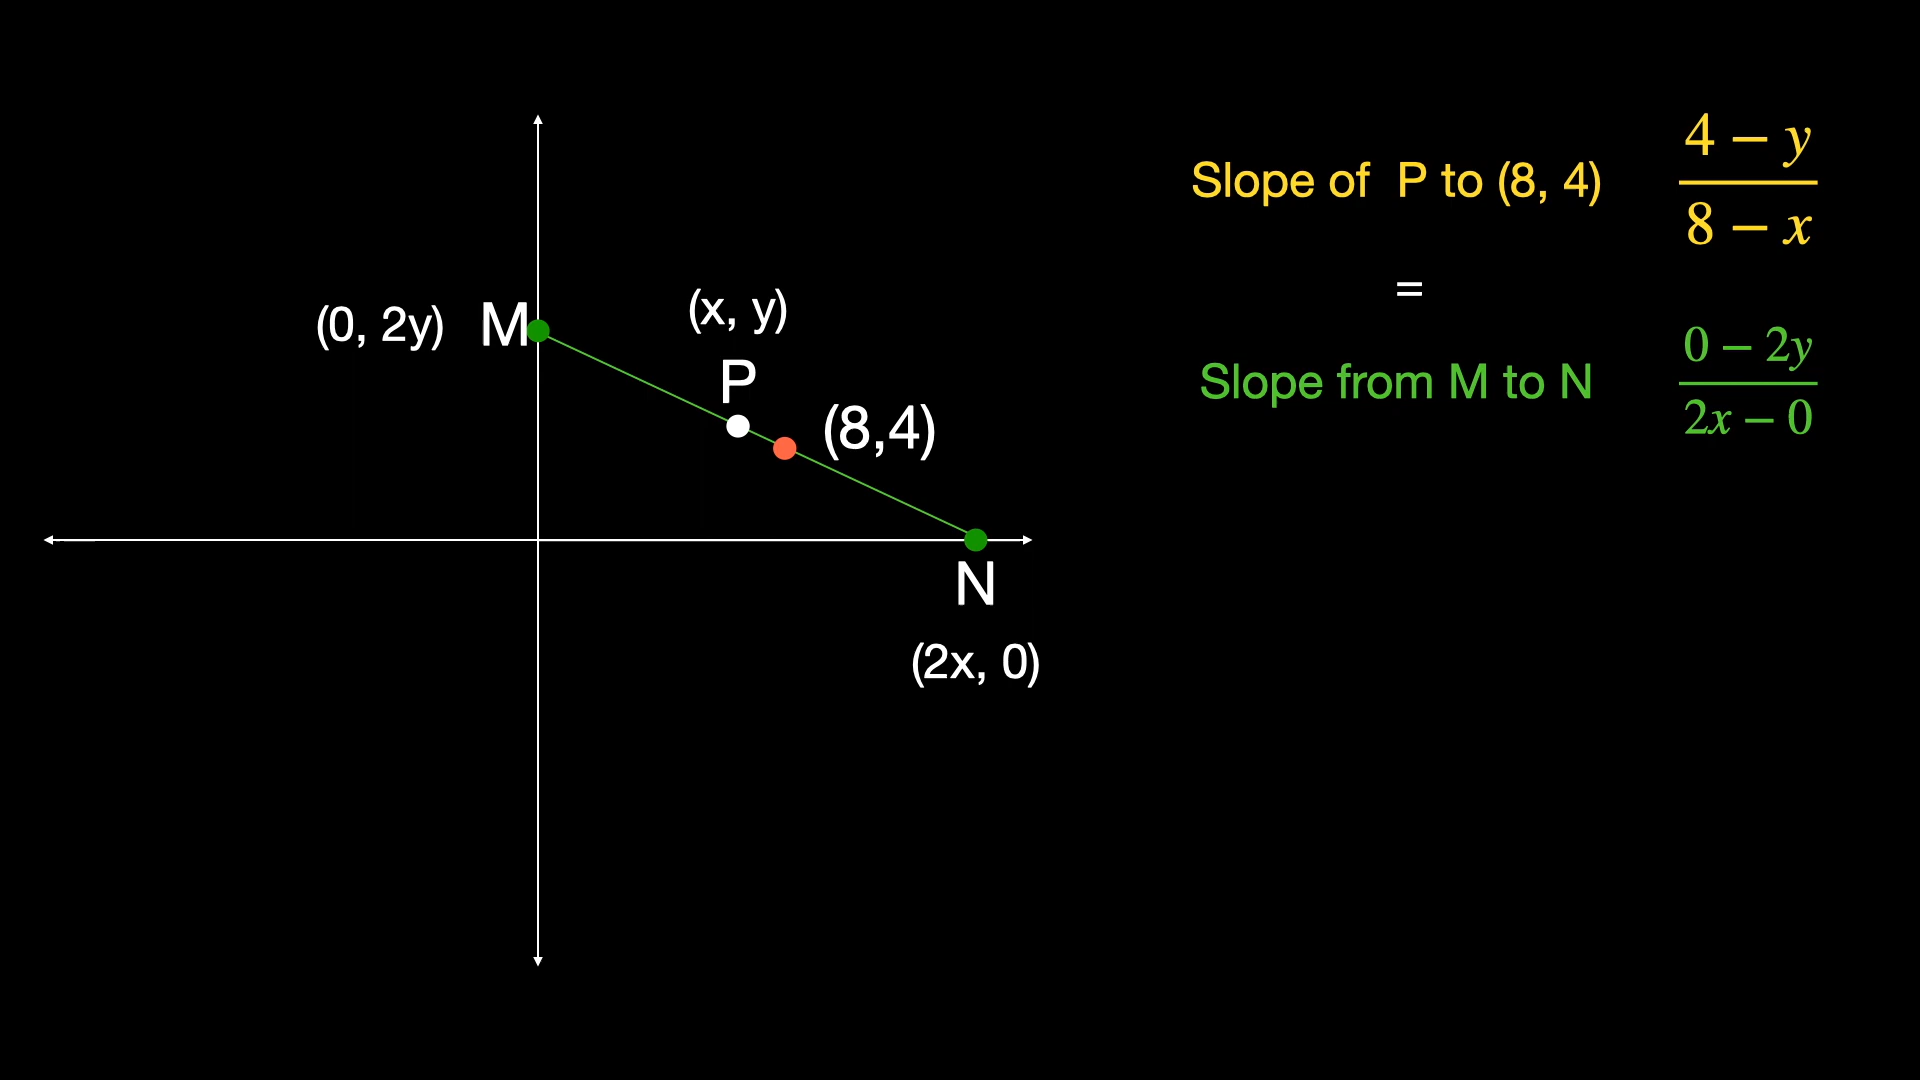 Slope of P to (8, 4)
4 − y
8 − x
=
Slope from M to N
0 − 2y
2x − 0
(x, y)
(0, 2y) M
P
(8,4)
N
(2x, 0)